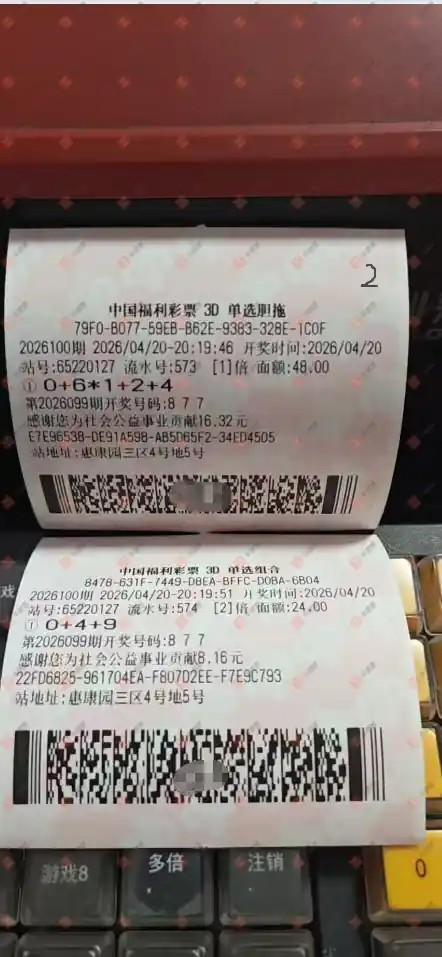 2
中国福利彩票 3D 单选胆拖
79F0-B077-59EB-B62E-9383-328E-1C0F
2026100期 2026/04/20-20:19:46 开奖时间:2026/04/20
站号:65220127 流水号:573 [1]倍 面额:48.00
① 0+6*1+2+4
第2026099期开奖号码:8 7 7
感谢您为社会公益事业贡献16.32元
E7E9653B-DE91A598-AB5D65F2-34ED4505
站地址:惠康园三区4号地5号
中国福利彩票 3D 单选组合
8478-631F-7449-D8EA-BFFC-D0BA-6B04
2026100期 2026/04/20-20:19:51 开奖时间:2026/04/20
站号:65220127 流水号:574 [2]倍 面额:24.00
① 0+4+9
第2026099期开奖号码:8 7 7
感谢您为社会公益事业贡献8.16元
22FD6825-961704EA-F807D2EE-F7E9C793
站地址:惠康园三区4号地5号
戏
游戏8
多倍
注销
0